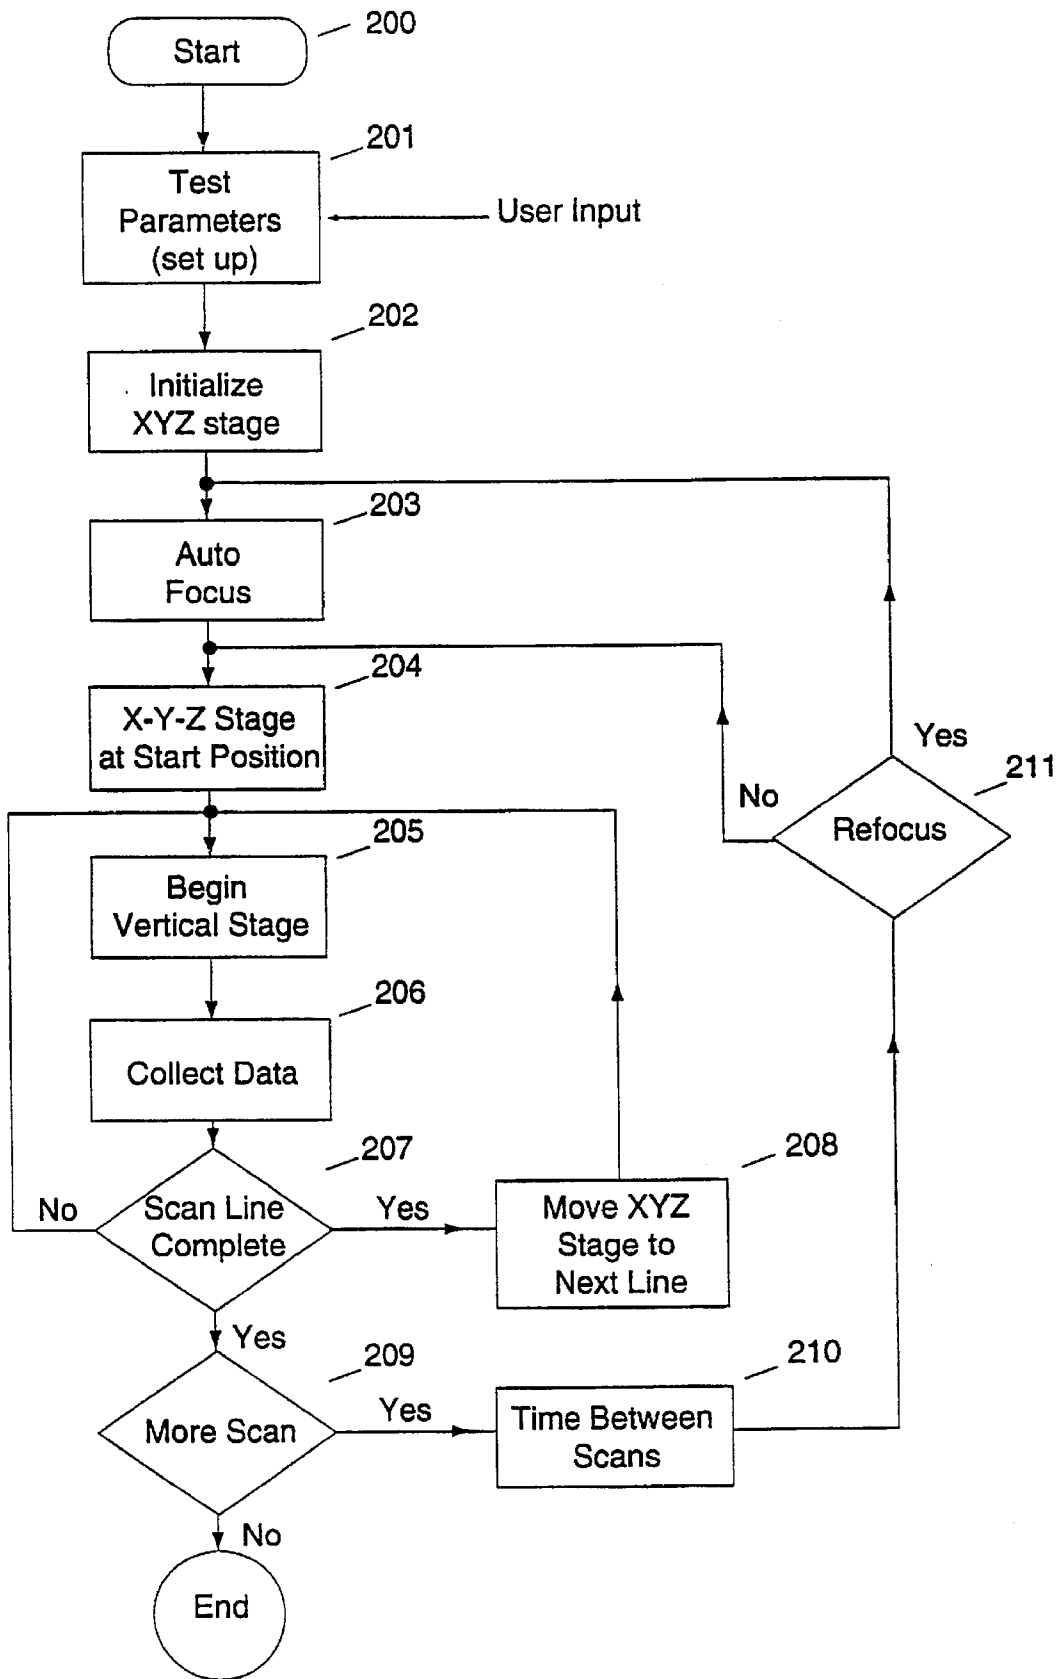 Start
200
201
Test
Parameters
(set up)
User Input
202
Initialize
XYZ stage
203
Auto
Focus
204
X-Y-Z Stage
at Start Position
Yes
211
No
Refocus
205
Begin
Vertical Stage
206
Collect Data
207
208
No
Scan Line
Complete
Yes
Move XYZ
Stage to
Next Line
Yes
209
210
More Scan
Yes
Time Between
Scans
No
End